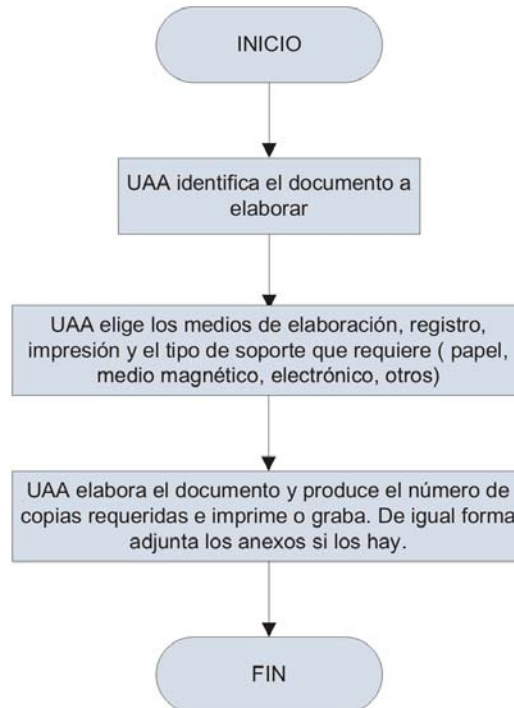 INICIO
UAA identifica el documento a
elaborar
UAA elige los medios de elaboración, registro,
impresión y el tipo de soporte que requiere ( papel,
medio magnético, electrónico, otros)
UAA elabora el documento y produce el número de
copias requeridas e imprime o graba. De igual forma
adjunta los anexos si los hay.
FIN